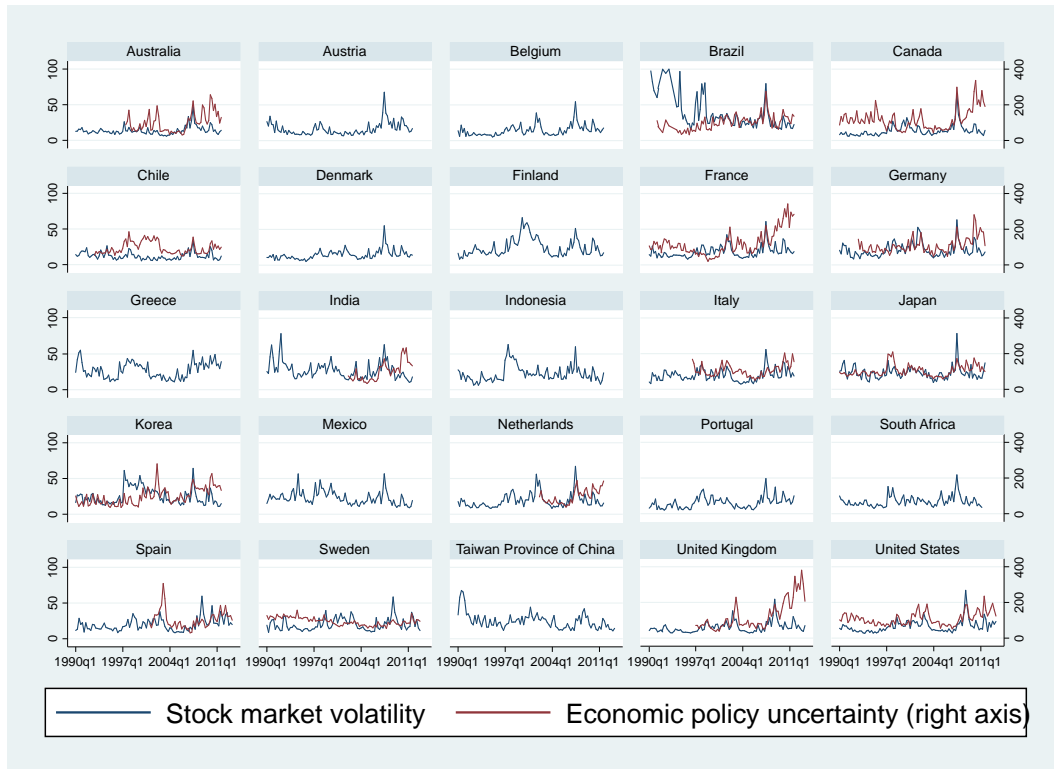 Australia Austria Belgium Brazil Canada
100 50 0
400 200 0
Chile Denmark Finland France Germany
100 50 0
400 200 0
Greece India Indonesia Italy Japan
100 50 0
400 200 0
Korea Mexico Netherlands Portugal South Africa
100 50 0
400 200 0
Spain Sweden Taiwan Province of China United Kingdom United States
100 50 0
400 200 0
1990q1 1997q1 2004q1 2011q1 1990q1 1997q1 2004q1 2011q1 1990q1 1997q1 2004q1 2011q1 1990q1 1997q1 2004q1 2011q1 1990q1 1997q1 2004q1 2011q1
Stock market volatility Economic policy uncertainty (right axis)